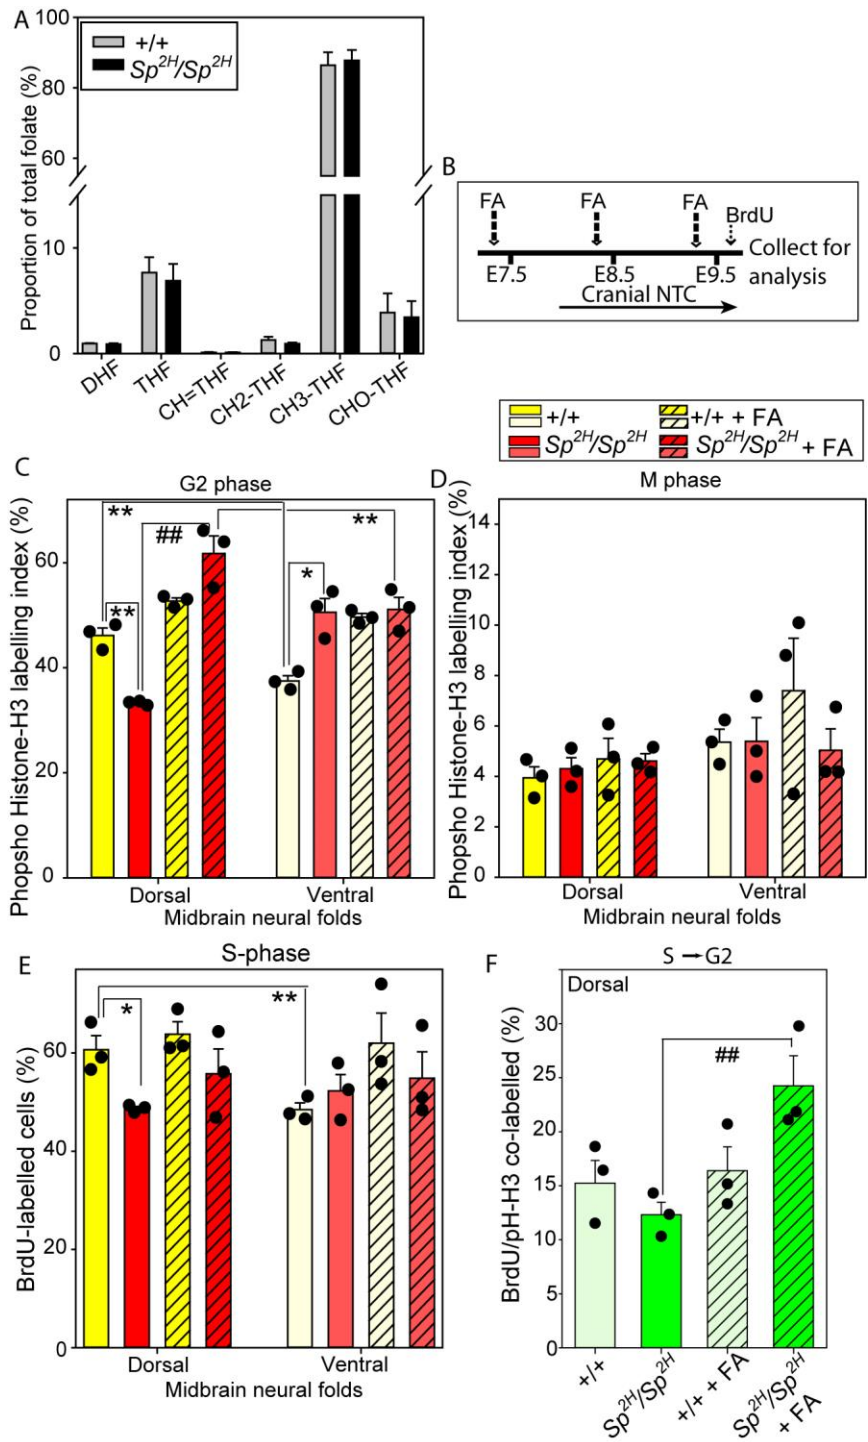 A
100
80
60
10
0
Proportion of total folate (%)
+/+
Sp2H/Sp2H
DHF
THF
CH=THF
CH2-THF
CH3-THF
CHO-THF
B
FA
FA
FA
BrdU
E7.5
E8.5
E9.5
Collect for
analysis
Cranial NTC
+/+
+/+ + FA
Sp2H/Sp2H
Sp2H/Sp2H + FA
C
G2 phase
Phopsho Histone-H3 labelling index (%)
60
40
20
0
**
##
**
**
*
Dorsal
Ventral
Midbrain neural folds
D
M phase
Phopsho Histone-H3 labelling index (%)
14
12
10
8
6
4
2
0
Dorsal
Ventral
Midbrain neural folds
E
S-phase
BrdU-labelled cells (%)
60
40
20
0
*
**
Dorsal
Ventral
Midbrain neural folds
F
S → G2
Dorsal
BrdU/pH-H3 co-labelled (%)
30
25
20
15
10
5
0
##
+/+
Sp2H/Sp2H
+/+ + FA
Sp2H/Sp2H
+ FA